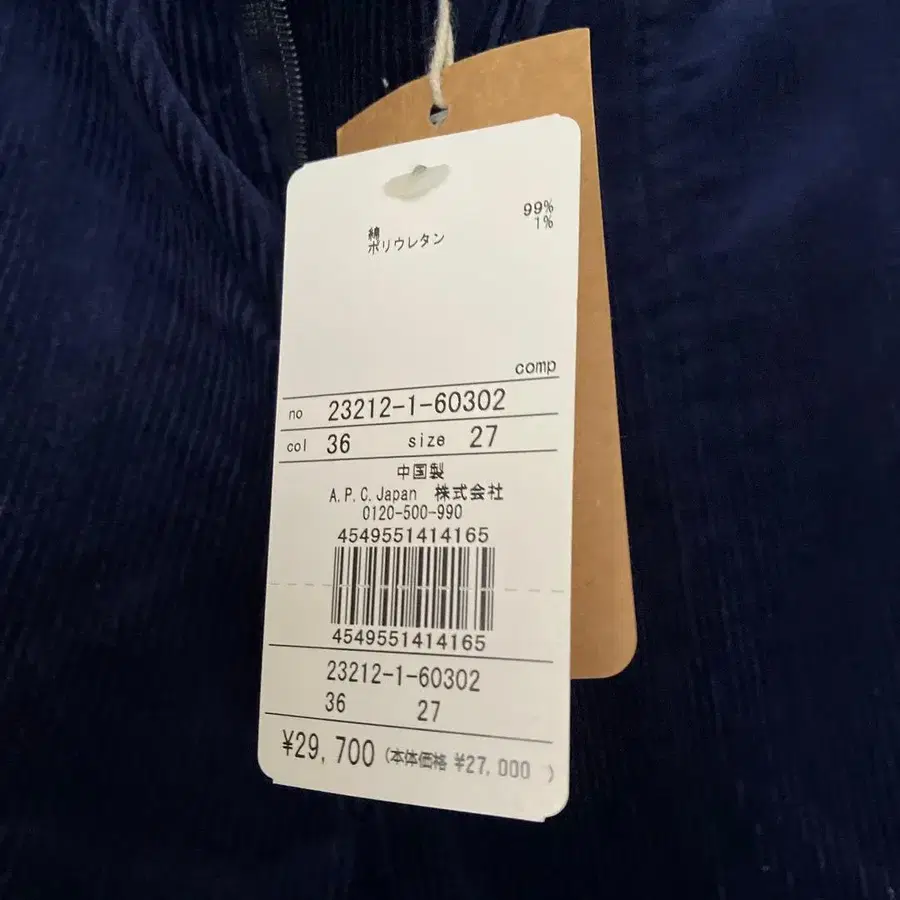 綿 99%
ポリウレタン 1%
comp
no 23212-1-60302
col 36 size 27
中国製
A.P.C.Japan 株式会社
0120-500-990
4549551414165
4549551414165
23212-1-60302
36 27
¥29,700 (本体価格 ¥27,000 )